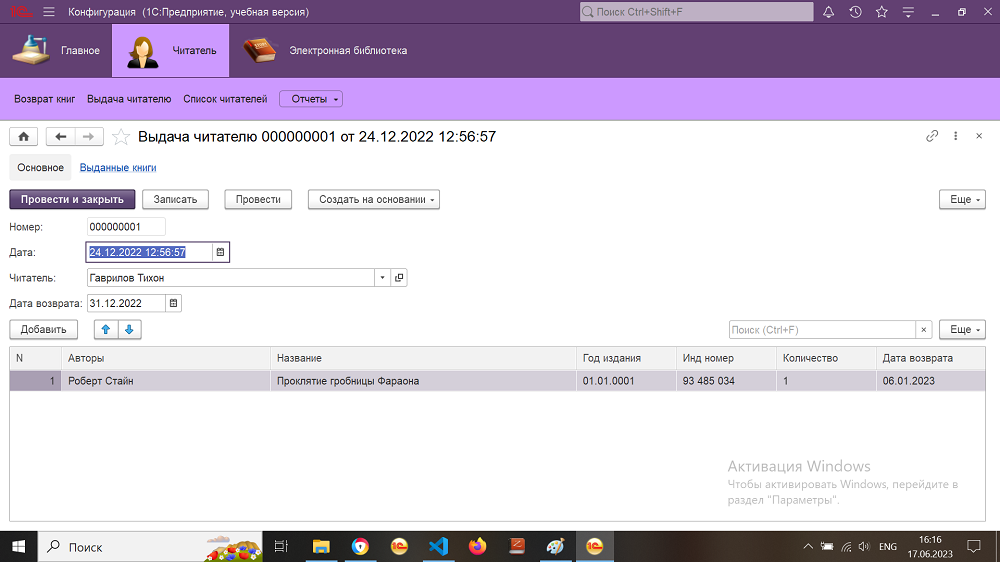 1С Конфигурация (1С:Предприятие, учебная версия) Поиск Ctrl+Shift+F
Главное Читатель Электронная библиотека
Возврат книг Выдача читателю Список читателей Отчеты
Выдача читателю 000000001 от 24.12.2022 12:56:57
Основное Выданные книги
Провести и закрыть Записать Провести Создать на основании Еще
Номер: 000000001
Дата: 24.12.2022 12:56:57
Читатель: Гаврилов Тихон
Дата возврата: 31.12.2022
Добавить Поиск (Ctrl+F) × Еще
N Авторы Название Год издания Инд номер Количество Дата возврата
1 Роберт Стайн Проклятие гробницы Фараона 01.01.0001 93 485 034 1 06.01.2023
Активация Windows
Чтобы активировать Windows, перейдите в
раздел "Параметры".
Поиск ENG 16:16
17.06.2023